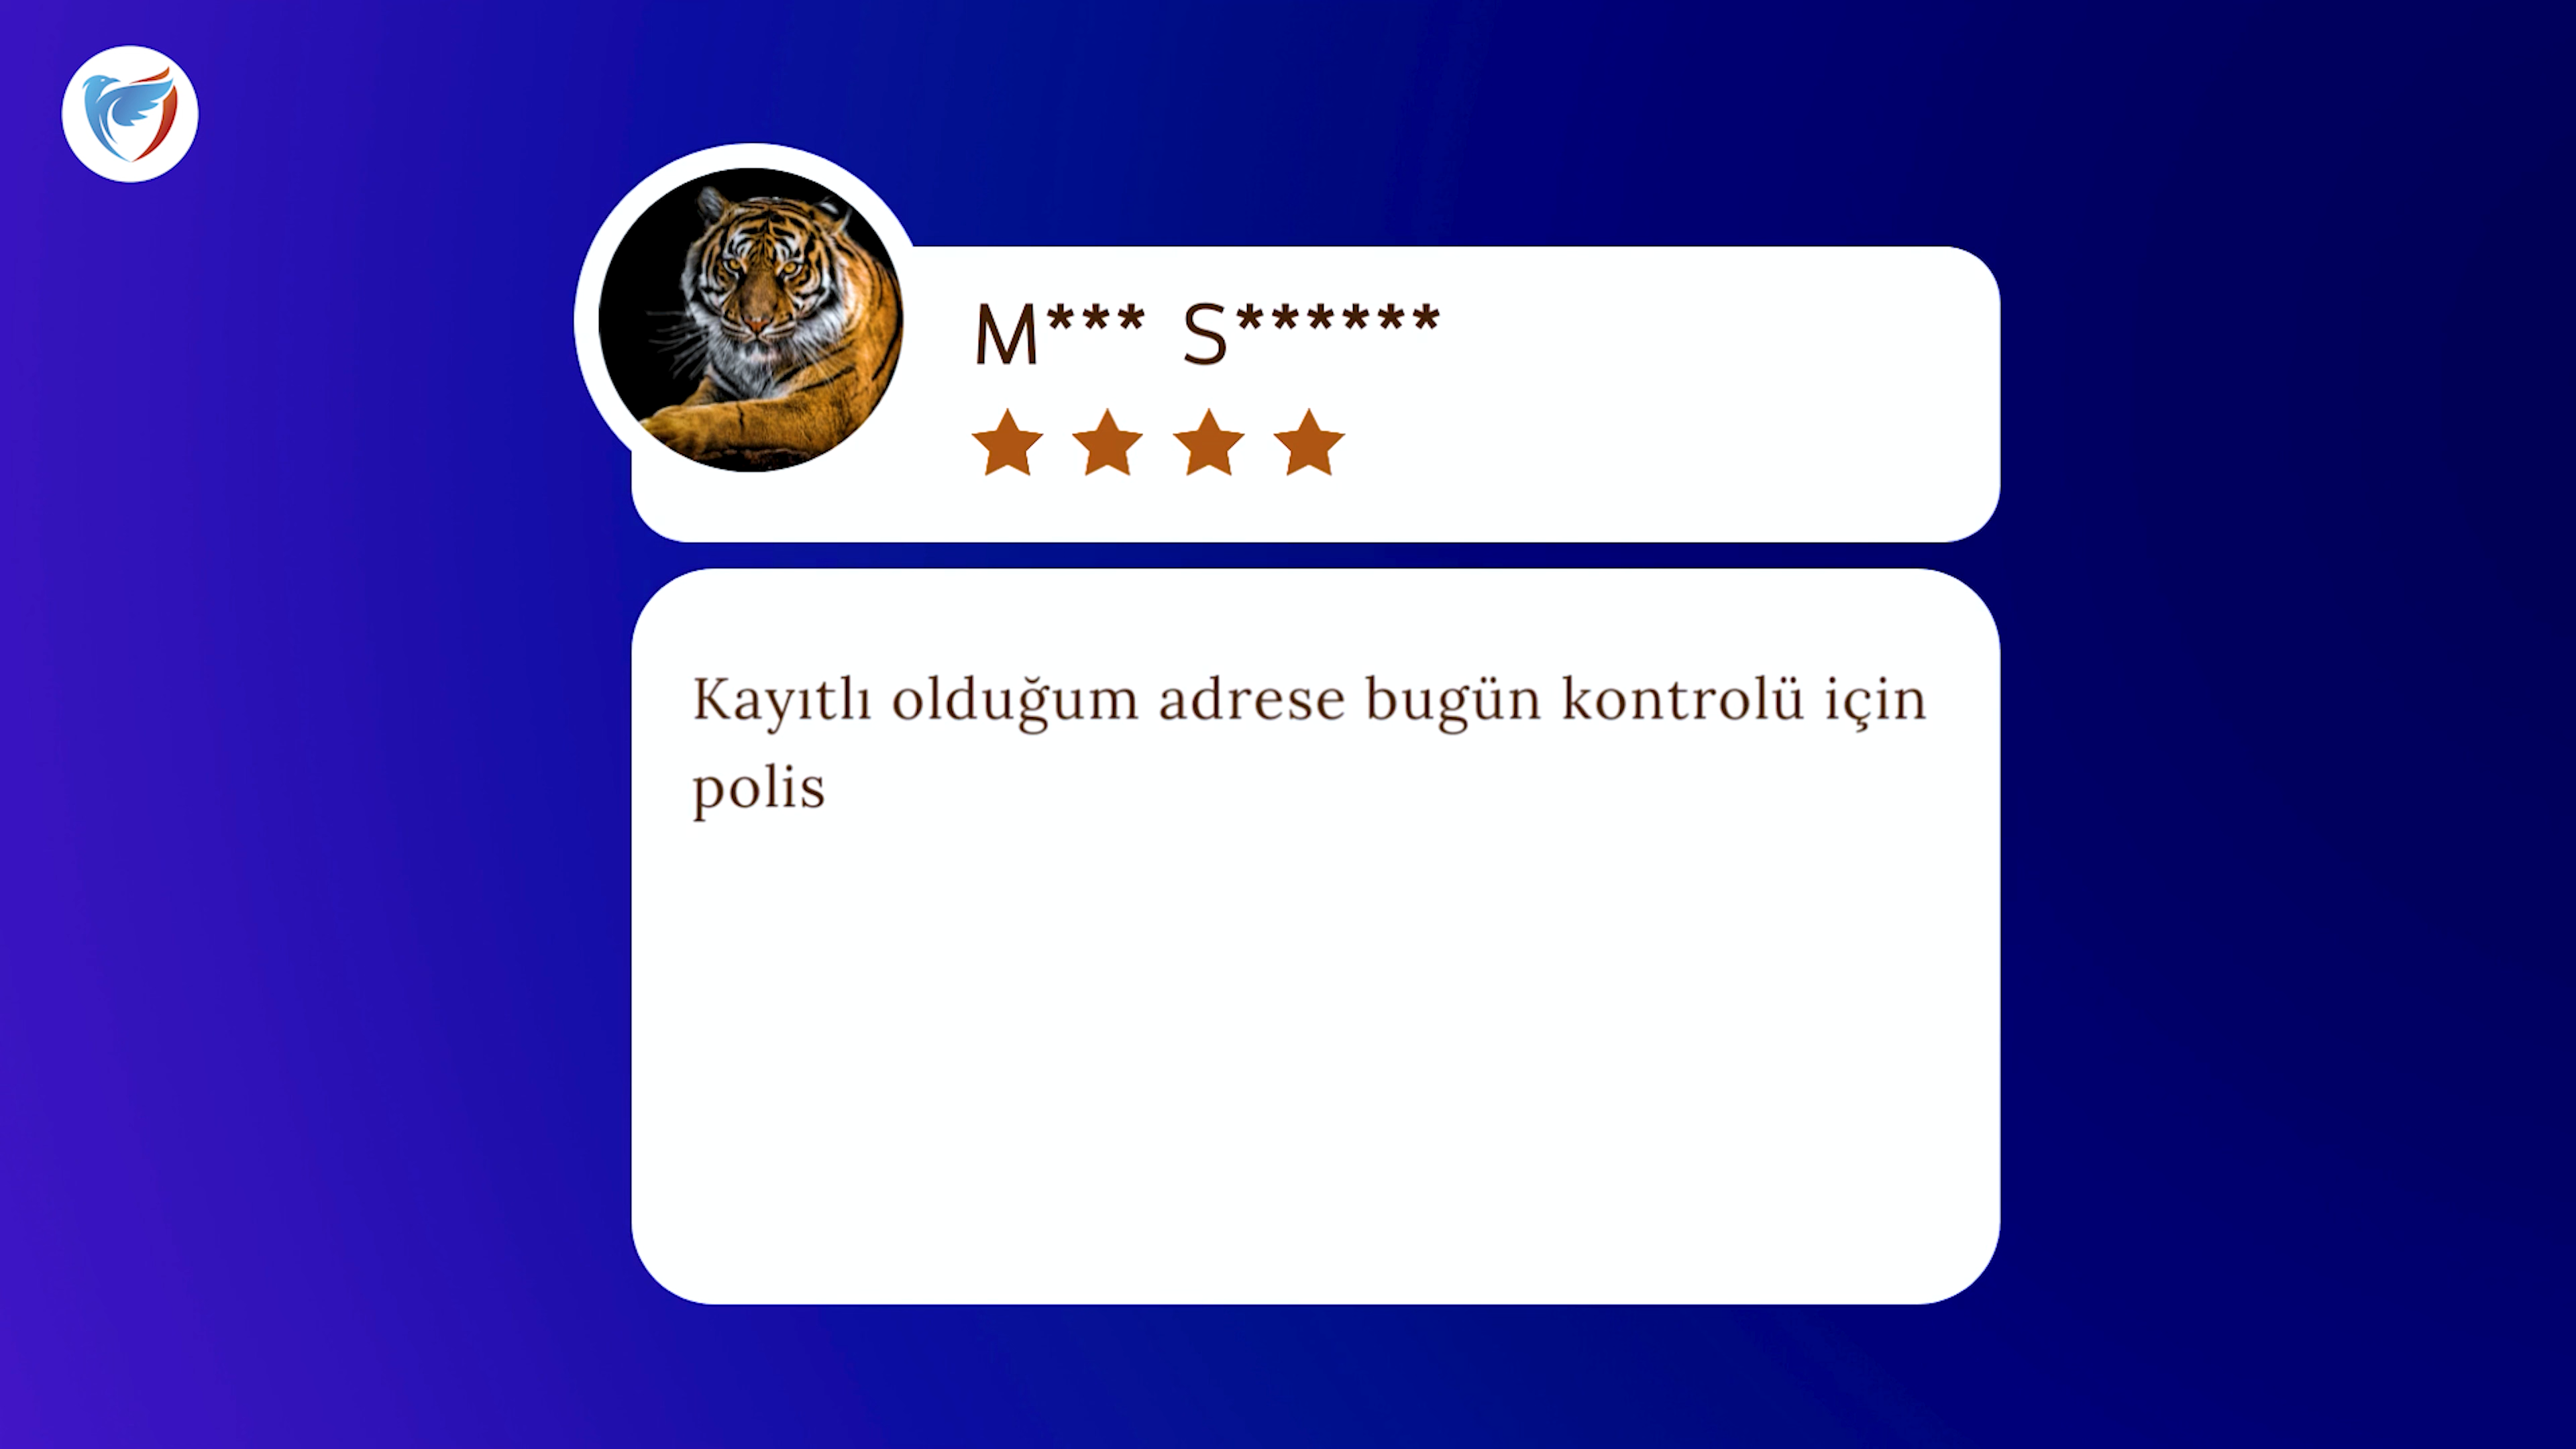 M*** S******
Kayıtlı olduğum adrese bugün kontrolü için
polis